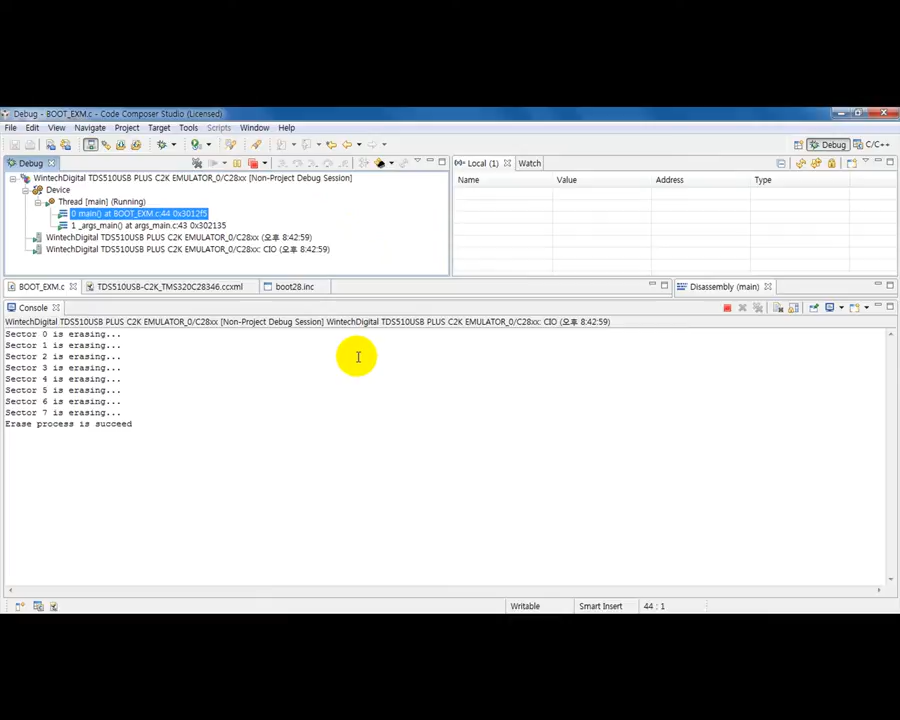 Debug - BOOT_EXM.c - Code Composer Studio (Licensed)
File Edit View Navigate Project Target Tools Scripts Window Help
Debug C/C++
Debug
WintechDigital TDS510USB PLUS C2K EMULATOR_0/C28xx [Non-Project Debug Session]
Device
Thread [main] (Running)
0 main() at BOOT_EXM.c:44 0x3012f5
1 _args_main() at args_main.c:43 0x302135
WintechDigital TDS510USB PLUS C2K EMULATOR_0/C28xx (오후 8:42:59)
WintechDigital TDS510USB PLUS C2K EMULATOR_0/C28xx: CIO (오후 8:42:59)
Local (1) Watch
Name Value Address Type
BOOT_EXM.c TDS510USB-C2K_TMS320C28346.ccxml boot28.inc
Disassembly (main)
Console
WintechDigital TDS510USB PLUS C2K EMULATOR_0/C28xx [Non-Project Debug Session] WintechDigital TDS510USB PLUS C2K EMULATOR_0/C28xx: CIO (오후 8:42:59)
Sector 0 is erasing...
Sector 1 is erasing...
Sector 2 is erasing...
Sector 3 is erasing...
Sector 4 is erasing...
Sector 5 is erasing...
Sector 6 is erasing...
Sector 7 is erasing...
Erase process is succeed
Writable Smart Insert 44 : 1